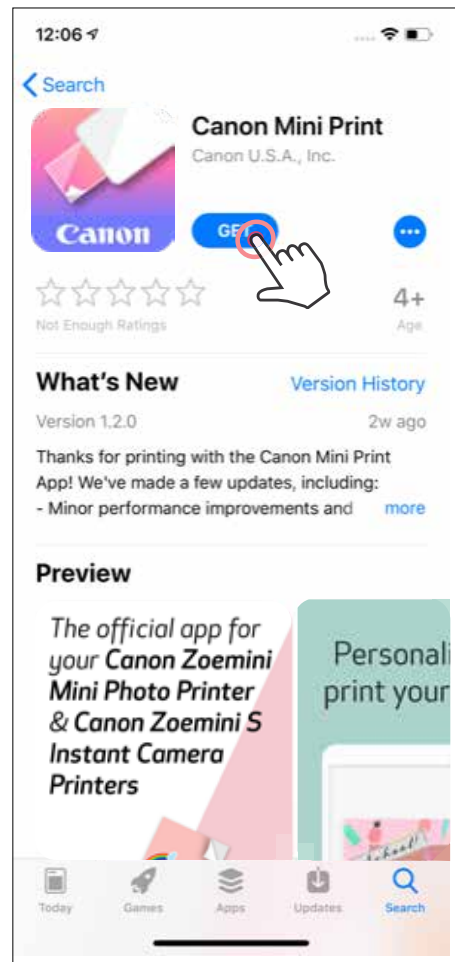 12:06
Search
Canon Mini Print
Canon U.S.A., Inc.
Canon
GET
Not Enough Ratings
4+
Age
What's New
Version History
Version 1.2.0
2w ago
Thanks for printing with the Canon Mini Print
App! We've made a few updates, including:
- Minor performance improvements and more
Preview
The official app for
your Canon Zoemini
Mini Photo Printer
& Canon Zoemini S
Instant Camera
Printers
Personali
print your
Today
Games
Apps
Updates
Search